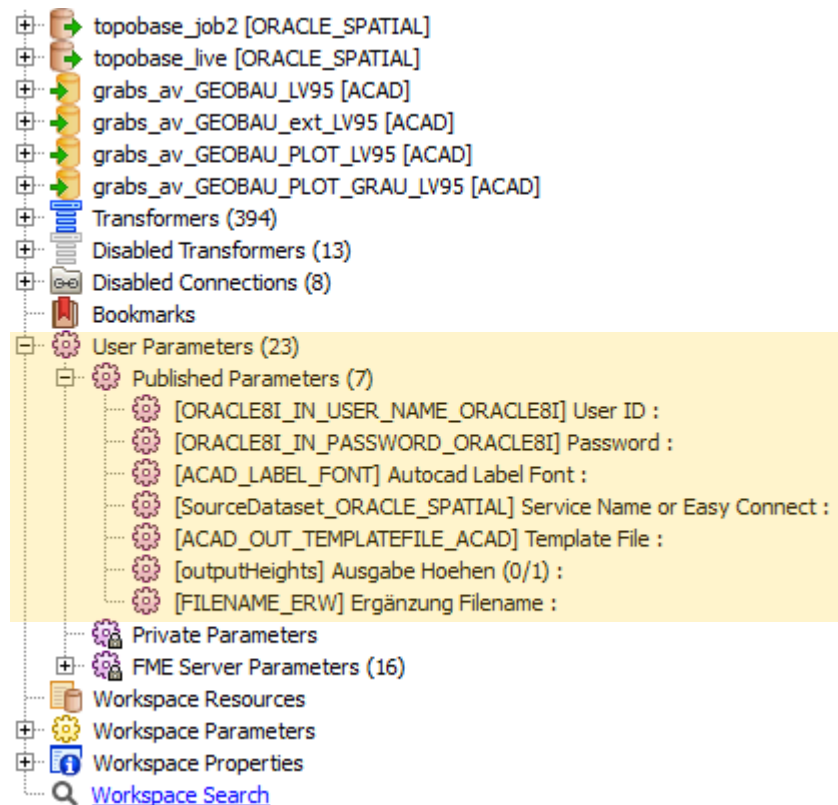 topobase_job2 [ORACLE_SPATIAL]
topobase_live [ORACLE_SPATIAL]
grabs_av_GEOBAU_LV95 [ACAD]
grabs_av_GEOBAU_ext_LV95 [ACAD]
grabs_av_GEOBAU_PLOT_LV95 [ACAD]
grabs_av_GEOBAU_PLOT_GRAU_LV95 [ACAD]
Transformers (394)
Disabled Transformers (13)
Disabled Connections (8)
Bookmarks
User Parameters (23)
Published Parameters (7)
[ORACLE8I_IN_USER_NAME_ORACLE8I] User ID :
[ORACLE8I_IN_PASSWORD_ORACLE8I] Password :
[ACAD_LABEL_FONT] Autocad Label Font :
[SourceDataset_ORACLE_SPATIAL] Service Name or Easy Connect :
[ACAD_OUT_TEMPLATEFILE_ACAD] Template File :
[outputHeights] Ausgabe Hoehen (0/1) :
[FILENAME_ERW] Ergänzung Filename :
Private Parameters
FME Server Parameters (16)
Workspace Resources
Workspace Parameters
Workspace Properties
Workspace Search